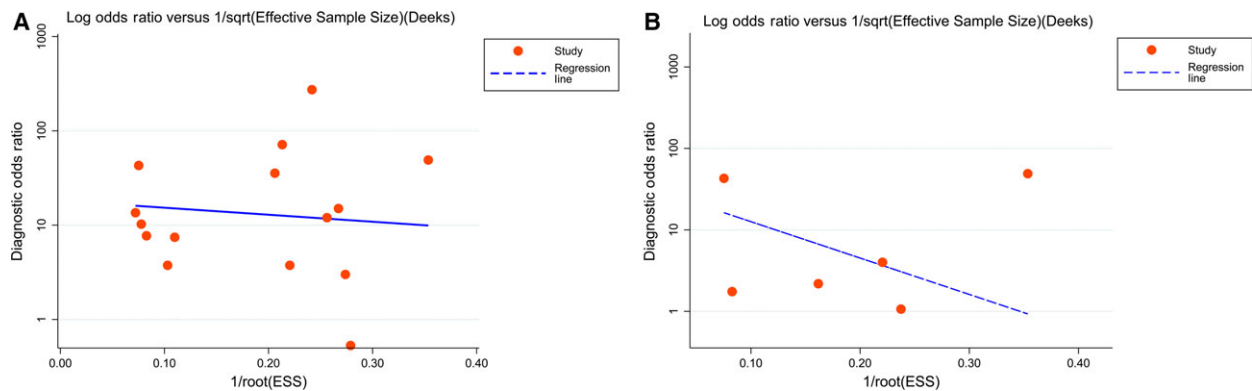 A
Log odds ratio versus 1/sqrt(Effective Sample Size)(Deeks)
Study
Regression
line
Diagnostic odds ratio
1000
100
10
1
0.00 0.10 0.20 0.30 0.40
1/root(ESS)
B
Log odds ratio versus 1/sqrt(Effective Sample Size)(Deeks)
Study
Regression
line
Diagnostic odds ratio
1000
100
10
1
0.10 0.20 0.30 0.40
1/root(ESS)